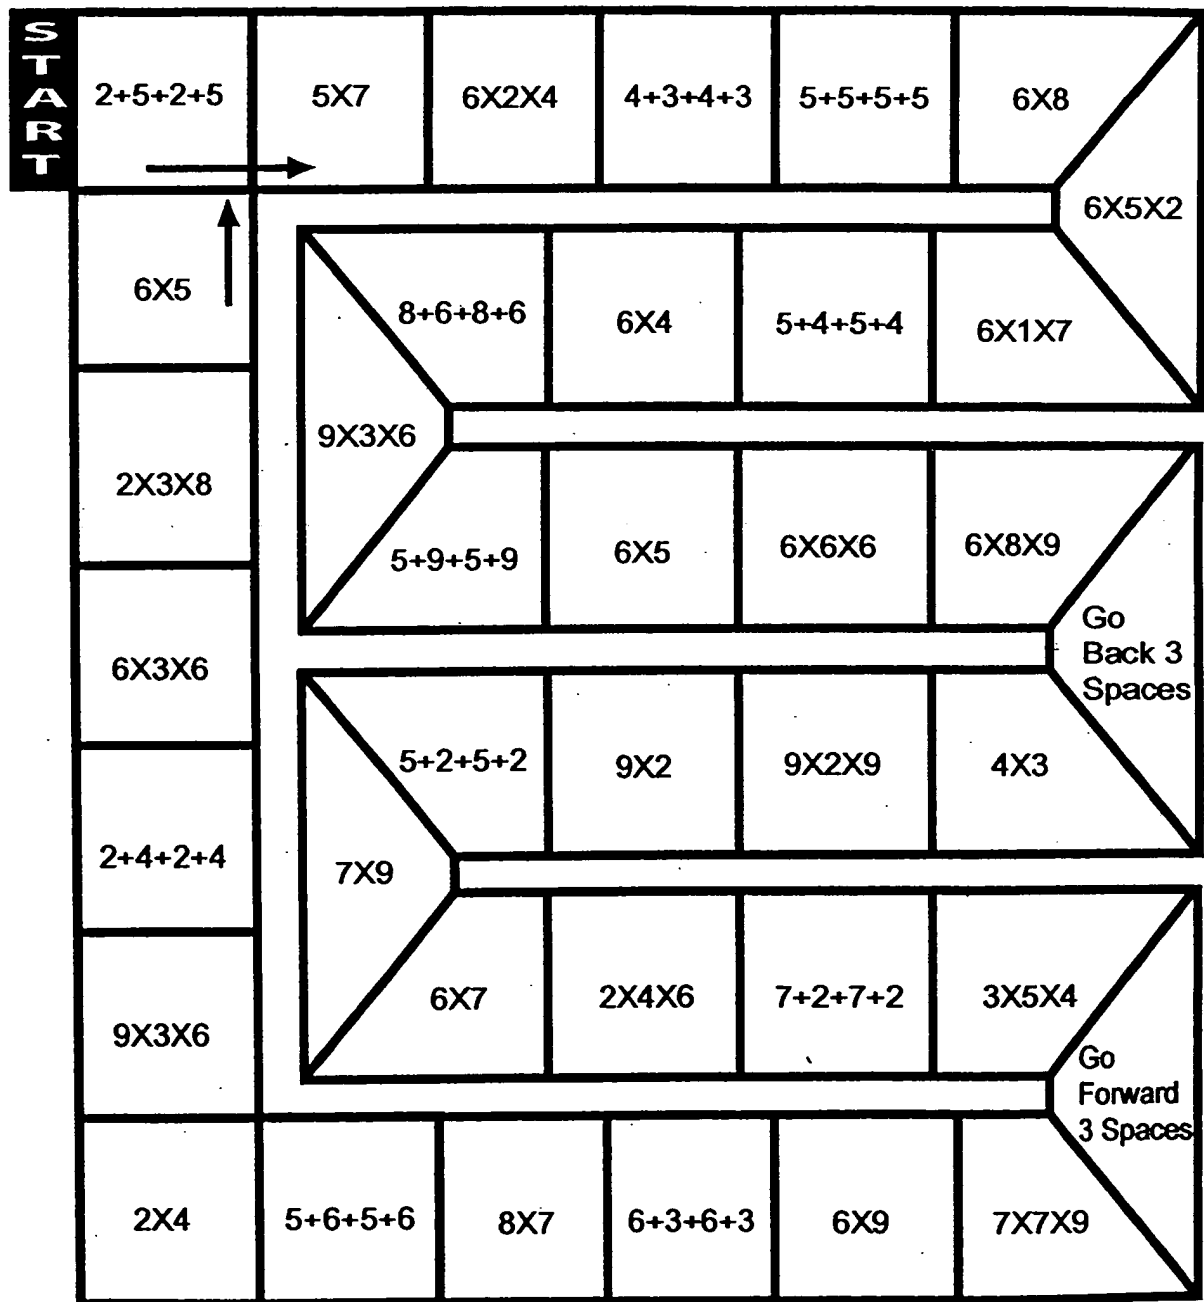 START
2+5+2+5
5X7
6X2X4
4+3+4+3
5+5+5+5
6X8
6X5X2
6X5
8+6+8+6
6X4
5+4+5+4
6X1X7
9X3X6
2X3X8
5+9+5+9
6X5
6X6X6
6X8X9
Go
Back 3
Spaces
6X3X6
5+2+5+2
9X2
9X2X9
4X3
2+4+2+4
7X9
9X3X6
6X7
2X4X6
7+2+7+2
3X5X4
Go
Forward
3 Spaces
2X4
5+6+5+6
8X7
6+3+6+3
6X9
7X7X9